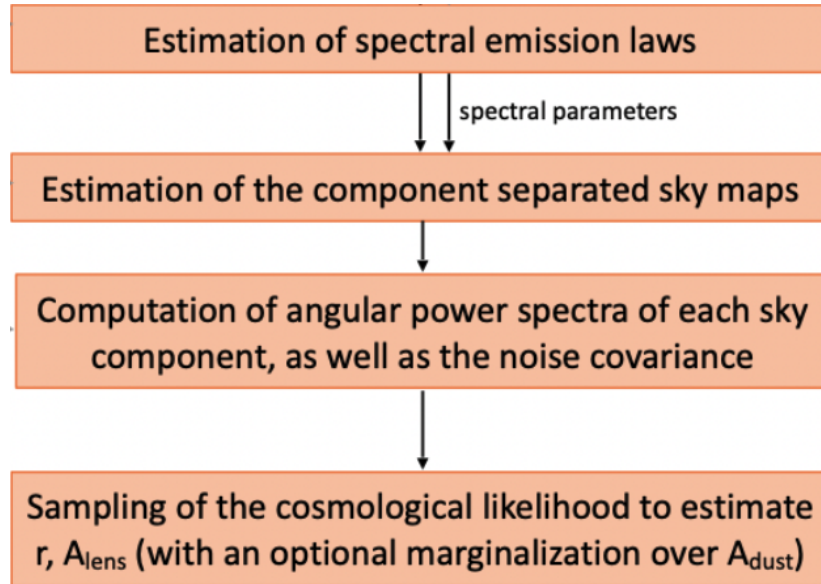 Estimation of spectral emission laws
spectral parameters
Estimation of the component separated sky maps
Computation of angular power spectra of each sky
component, as well as the noise covariance
Sampling of the cosmological likelihood to estimate
r, Alens (with an optional marginalization over Adust)